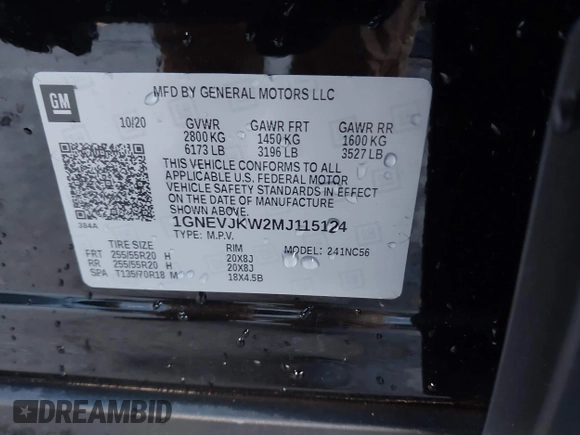 GM
MFD BY GENERAL MOTORS LLC
10/20 GVWR GAWR FRT GAWR RR
2800 KG 1450 KG 1600 KG
6173 LB 3196 LB 3527 LB
THIS VEHICLE CONFORMS TO ALL
APPLICABLE U.S. FEDERAL MOTOR
VEHICLE SAFETY STANDARDS IN EFFECT
ON THE DATE OF MANUFACTURE
SHOWN ABOVE.
384A
1GNEVJKW2MJ115124
TYPE: M.P.V. MODEL: 241NC56
TIRE SIZE RIM
FRT 255/55R20 H 20X8J
RR 255/55R20 H 20X8J
SPA T135/70R18 M 18X4.5B
DREAMBID